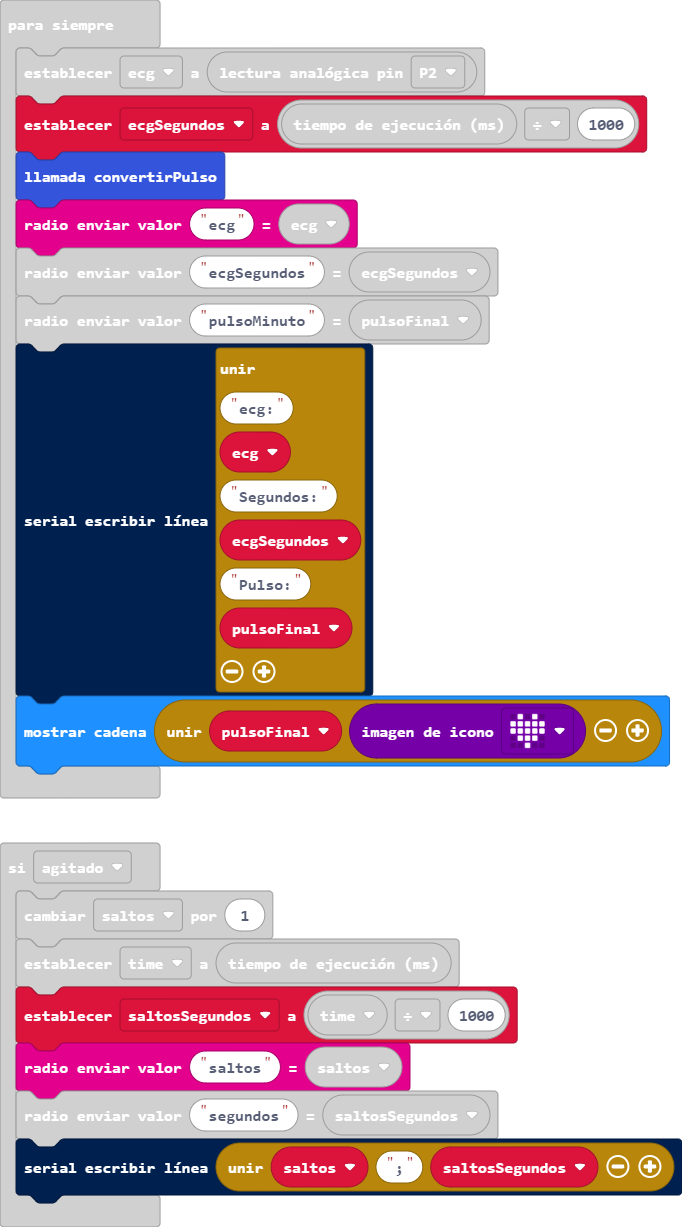 para siempre
establecer ecg a lectura analógica pin P2
establecer ecgSegundos a tiempo de ejecución (ms) ÷ 1000
llamada convertirPulso
radio enviar valor "ecg" = ecg
radio enviar valor "ecgSegundos" = ecgSegundos
radio enviar valor "pulsoMinuto" = pulsoFinal
unir
"ecg:"
ecg
"Segundos:"
serial escribir línea
ecgSegundos
"Pulso:"
pulsoFinal
mostrar cadena unir pulsoFinal imagen de icono
si agitado
cambiar saltos por 1
establecer time a tiempo de ejecución (ms)
establecer saltosSegundos a time ÷ 1000
radio enviar valor "saltos" = saltos
radio enviar valor "segundos" = saltosSegundos
serial escribir línea unir saltos ";" saltosSegundos